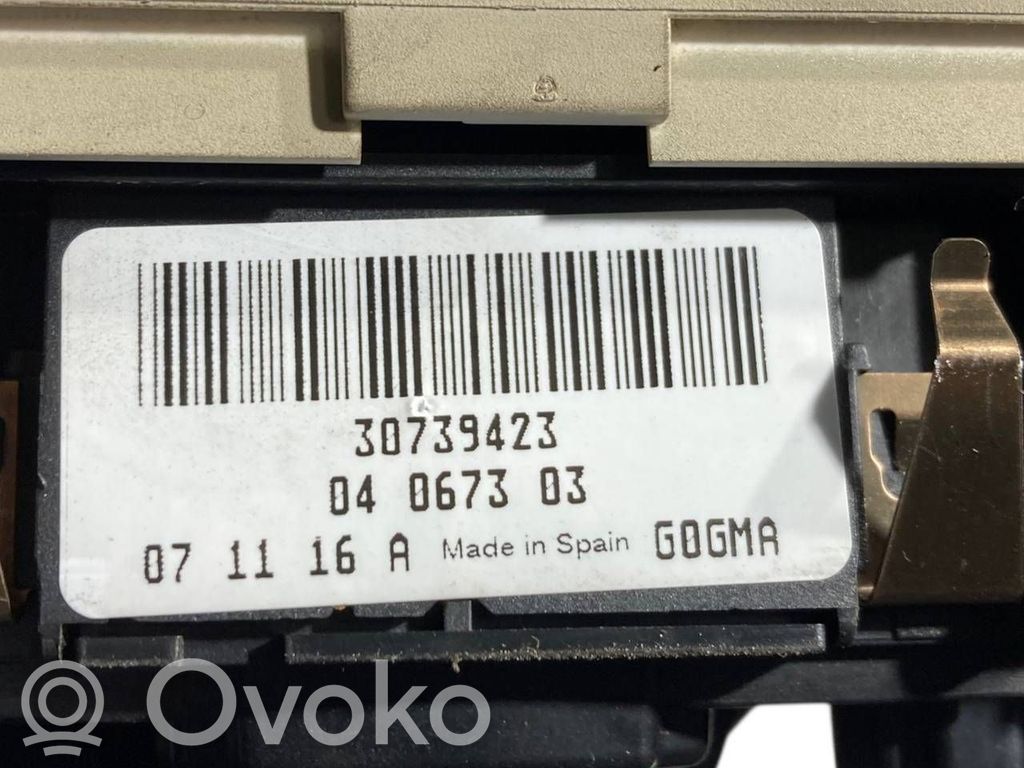 30739423
04 0673 03
07 11 16 A Made in Spain G0GMA
Ovoko